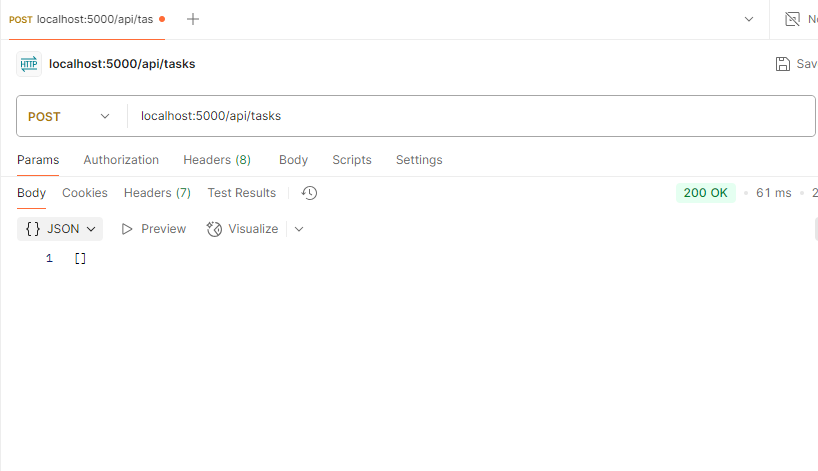 POST localhost:5000/api/tas
HTTP localhost:5000/api/tasks
Sav
POST localhost:5000/api/tasks
Params Authorization Headers (8) Body Scripts Settings
Body Cookies Headers (7) Test Results 200 OK 61 ms
{} JSON Preview Visualize
1 []